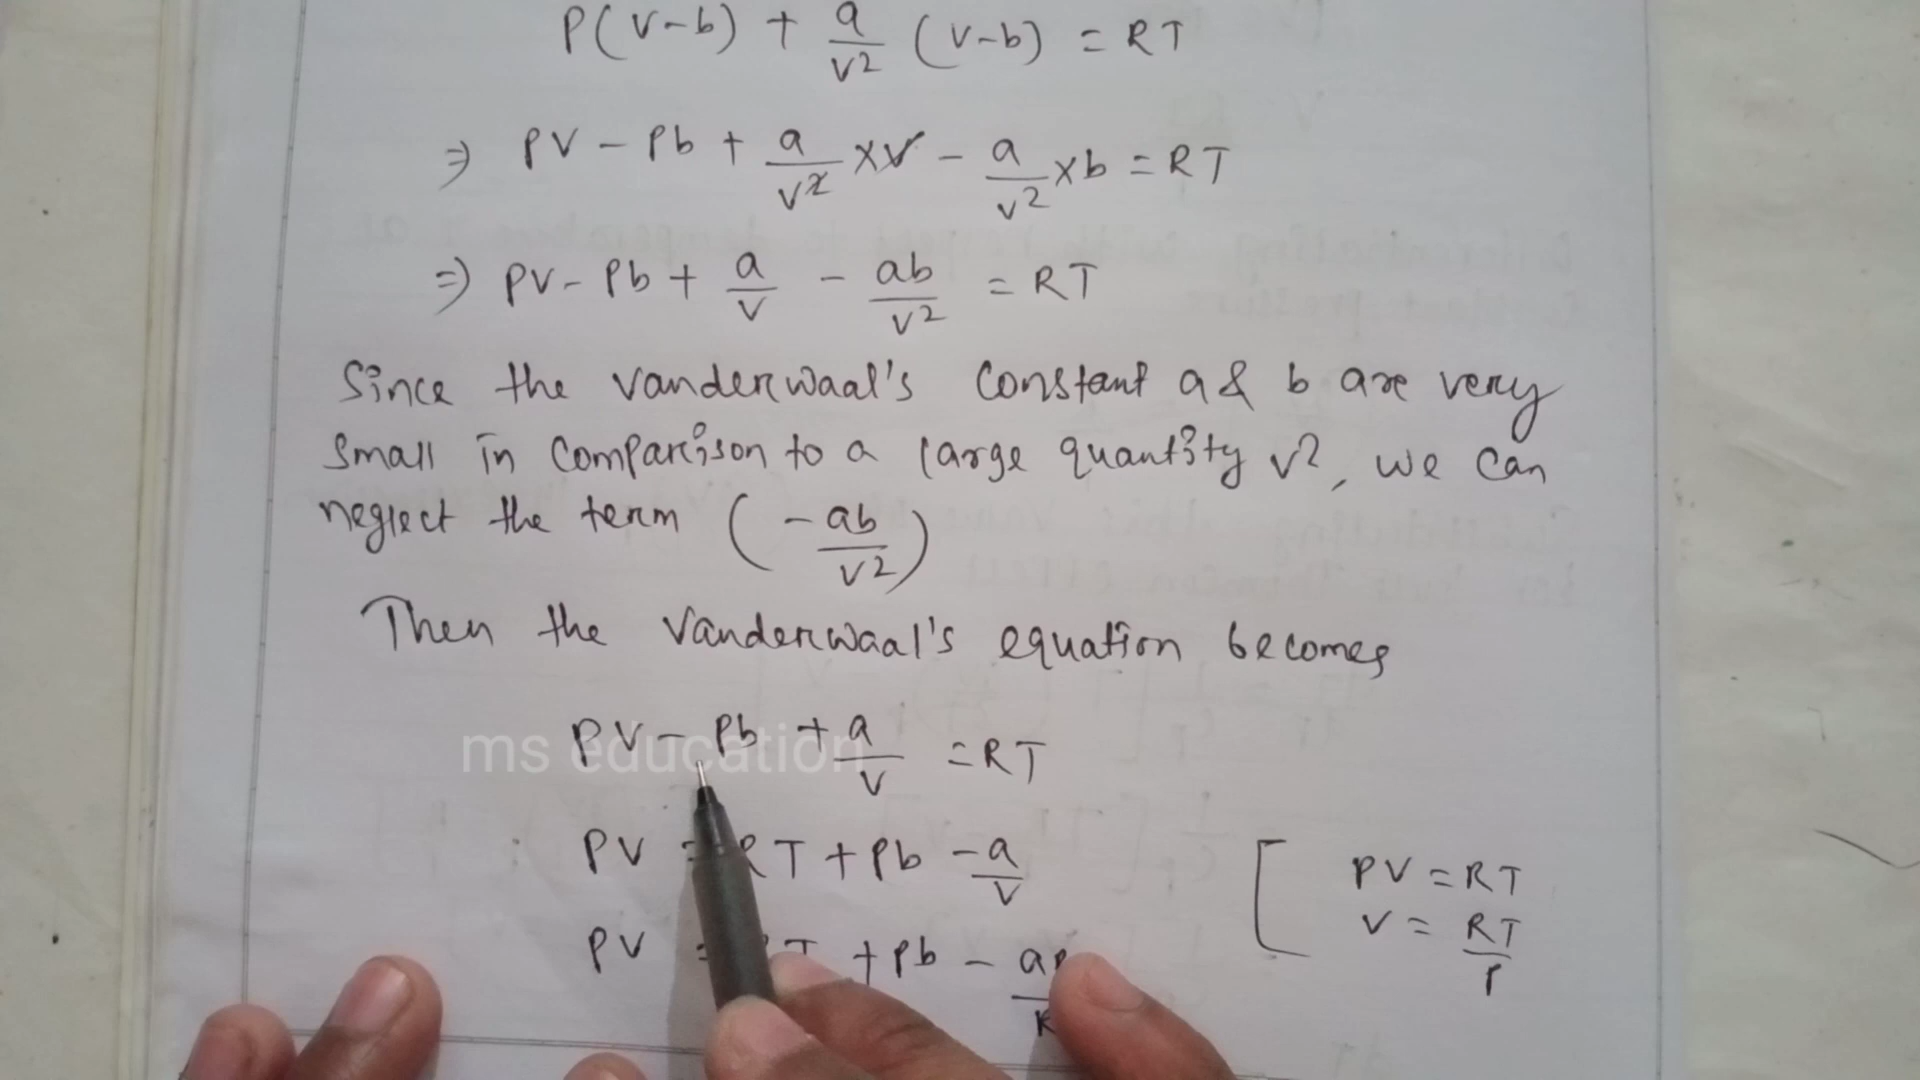 P(V-b) + a/V² (V-b) = RT
⇒ PV - Pb + a/V² × V - a/V² × b = RT
⇒ PV - Pb + a/V - ab/V² = RT
Since the vanderwaal's constant a & b are very
small in comparison to a large quantity V², we can
neglect the term (-ab/V²)
Then the vanderwaal's equation becomes
PV - Pb + a/V = RT
ms education
PV = RT + Pb - a/V
PV = RT + Pb - aP
[ PV = RT
V = RT/P